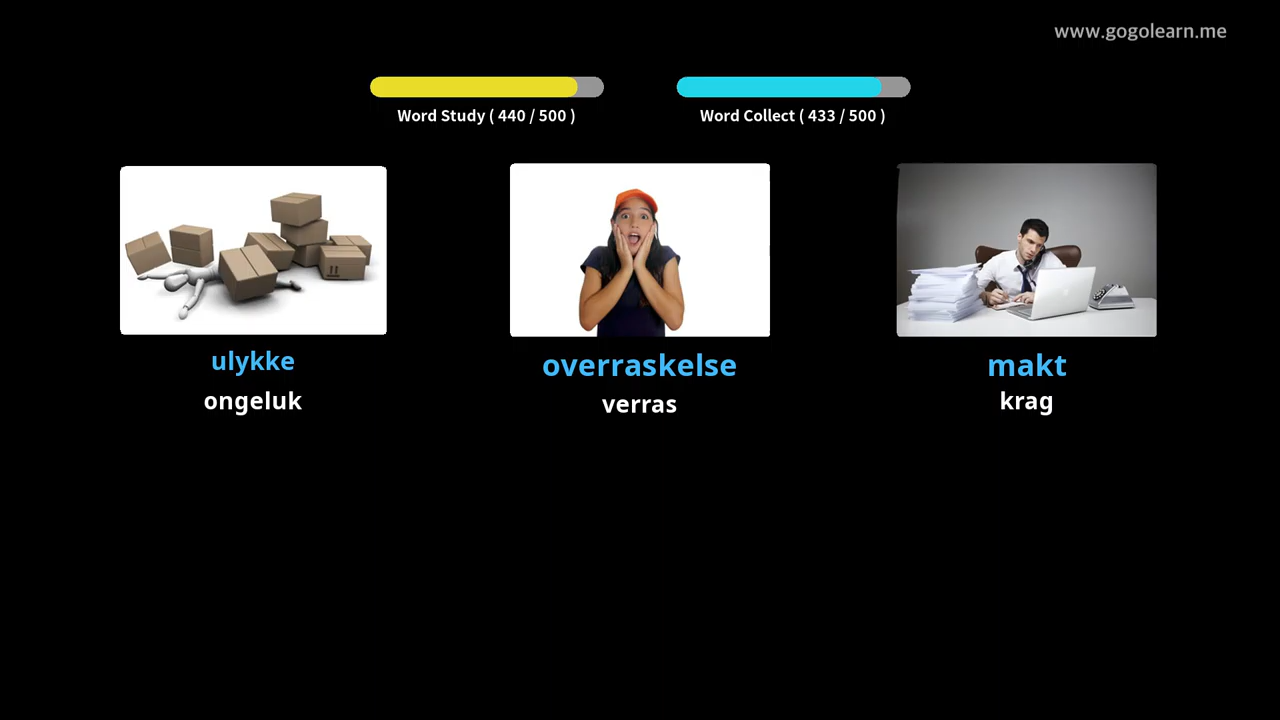 www.gogolearn.me
Word Study ( 440 / 500 )
Word Collect ( 433 / 500 )
ulykke
ongeluk
overraskelse
verras
makt
krag